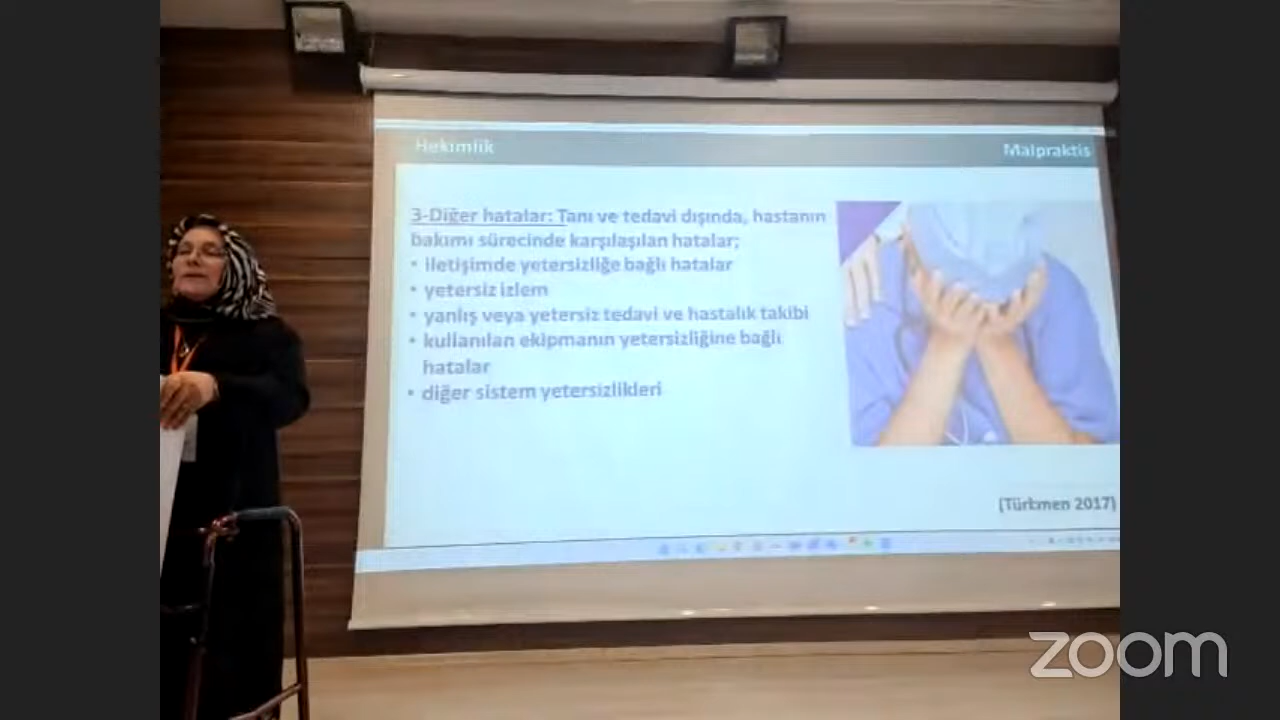 Hekimlik
Malpraktis
3-Diğer hatalar: Tanı ve tedavi dışında, hastanın
bakımı sürecinde karşılaşılan hatalar;
• iletişimde yetersizliğe bağlı hatalar
• yetersiz izlem
• yanlış veya yetersiz tedavi ve hastalık takibi
• kullanılan ekipmanın yetersizliğine bağlı
hatalar
• diğer sistem yetersizlikleri
(Türkmen 2017)
zoom